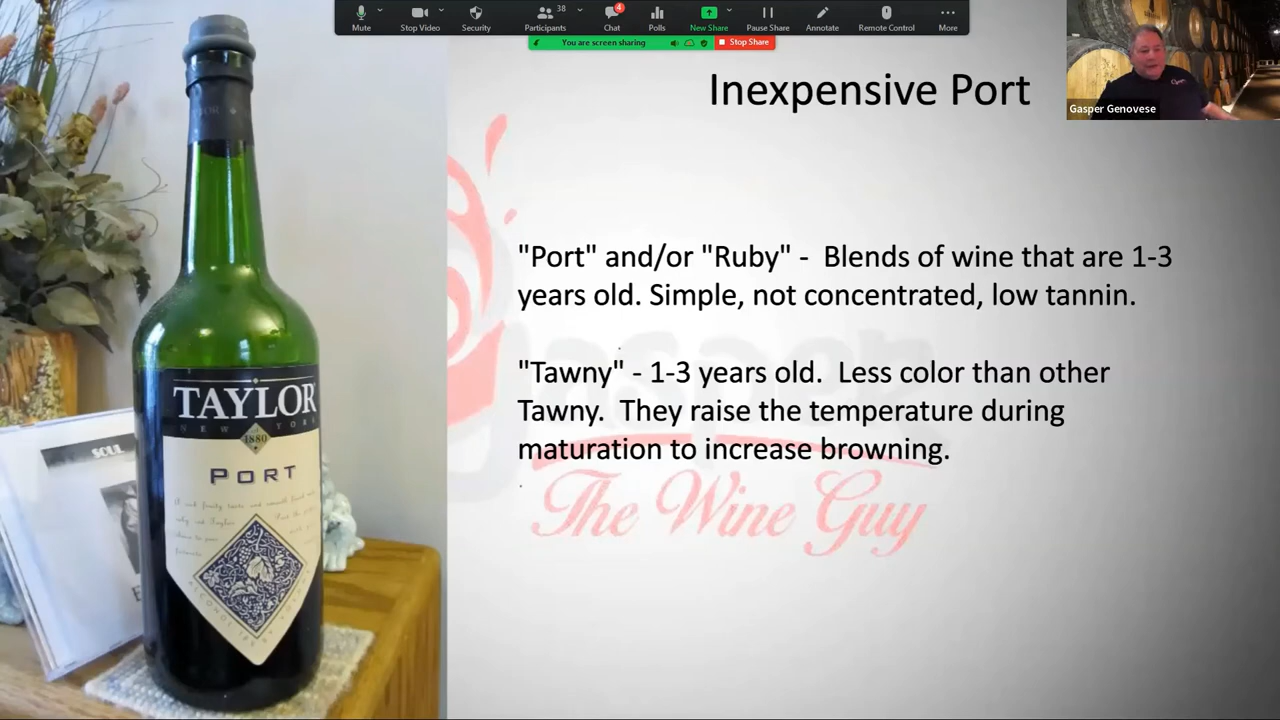 Mute
Stop Video
Security
Participants
38
Chat
4
Polls
New Share
Pause Share
Annotate
Remote Control
More
You are screen sharing
Stop Share
Gasper Genovese
Inexpensive Port
"Port" and/or "Ruby" -  Blends of wine that are 1-3
years old. Simple, not concentrated, low tannin.
"Tawny" - 1-3 years old.  Less color than other
Tawny.  They raise the temperature during
maturation to increase browning.
The Wine Guy
TAYLOR
NEW YORK
1880
PORT
SOUL